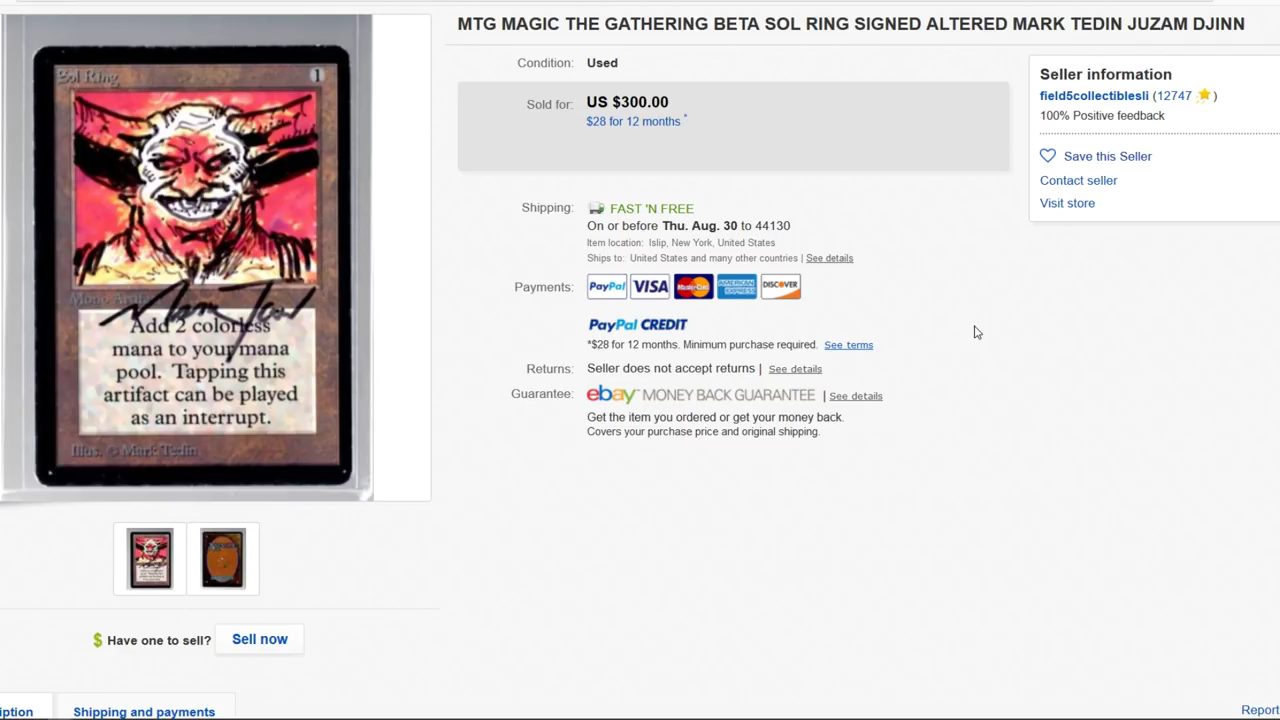 MTG MAGIC THE GATHERING BETA SOL RING SIGNED ALTERED MARK TEDIN JUZAM DJINN
Sol Ring 1
Mono Artifact
Add 2 colorless
mana to your mana
pool. Tapping this
artifact can be played
as an interrupt.
Illus. © Mark Tedin
Condition: Used
Sold for: US $300.00
$28 for 12 months *
Shipping: FAST 'N FREE
On or before Thu. Aug. 30 to 44130
Item location: Islip, New York, United States
Ships to: United States and many other countries | See details
Payments: PayPal VISA MasterCard AMERICAN EXPRESS DISCOVER
PayPal CREDIT
*$28 for 12 months. Minimum purchase required. See terms
Returns: Seller does not accept returns | See details
Guarantee: ebay MONEY BACK GUARANTEE | See details
Get the item you ordered or get your money back.
Covers your purchase price and original shipping.
Seller information
field5collectiblesli (12747 )
100% Positive feedback
Save this Seller
Contact seller
Visit store
$ Have one to sell? Sell now
iption Shipping and payments
Report